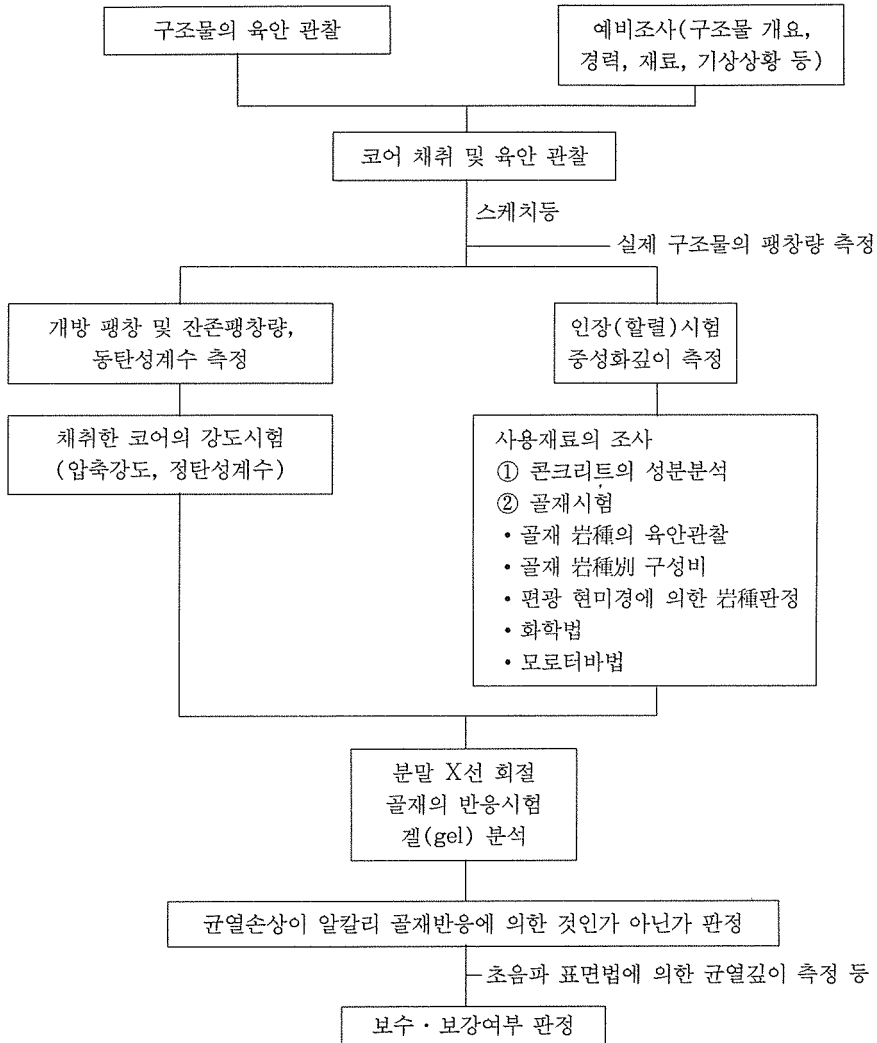 구조물의 육안 관찰
예비조사(구조물 개요,
경력, 재료, 기상상황 등)
코어 채취 및 육안 관찰
스케치등
실제 구조물의 팽창량 측정
개방 팽창 및 잔존팽창량,
동탄성계수 측정
인장(할렬)시험
중성화깊이 측정
채취한 코어의 강도시험
(압축강도, 정탄성계수)
사용재료의 조사
① 콘크리트의 성분분석
② 골재시험
• 골재 岩種의 육안관찰
• 골재 岩種別 구성비
• 편광 현미경에 의한 岩種판정
• 화학법
• 모로터바법
분말 X선 회절
골재의 반응시험
겔(gel) 분석
균열손상이 알칼리 골재반응에 의한 것인가 아닌가 판정
초음파 표면법에 의한 균열깊이 측정 등
보수・보강여부 판정